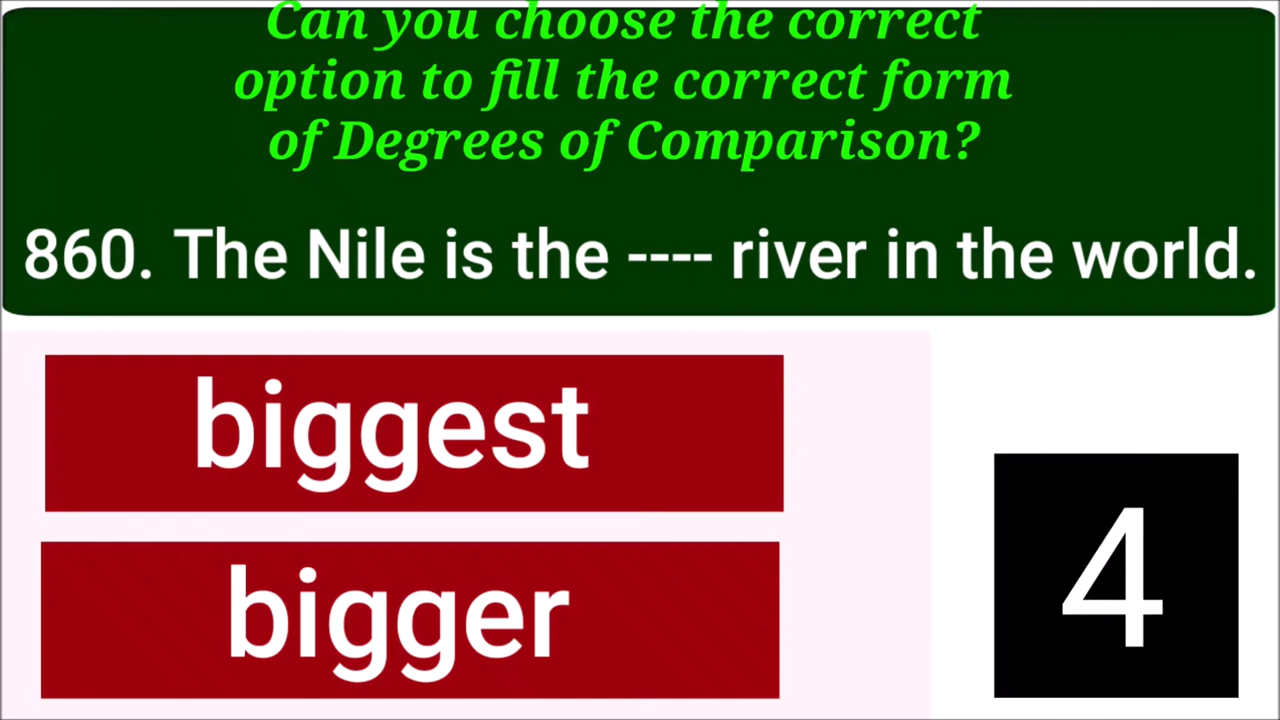 Can you choose the correct
option to fill the correct form
of Degrees of Comparison?
860. The Nile is the ---- river in the world.
biggest
bigger
4